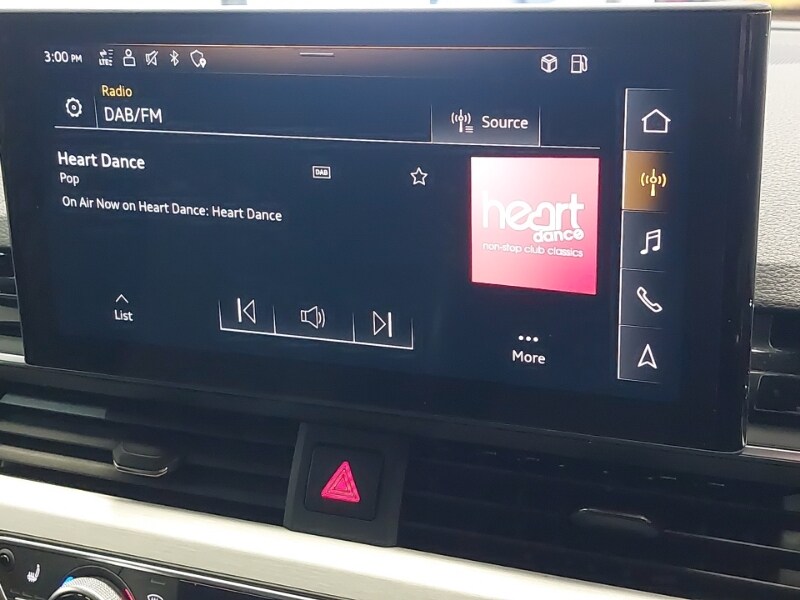 3:00 PM
LTE
Radio
DAB/FM
Source
Heart Dance
DAB
Pop
On Air Now on Heart Dance: Heart Dance
heart
dance
non-stop club classics
List
More